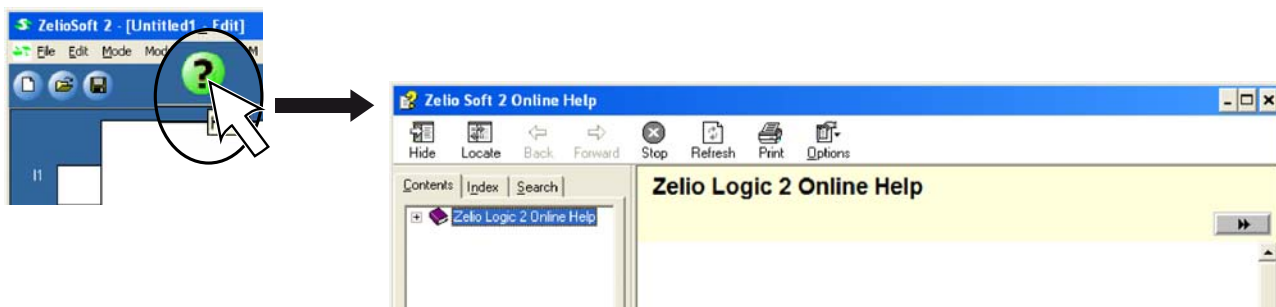 ZelioSoft 2 - [Untitled1 - Edit]
File Edit Mode Mod M
?
I1
Zelio Soft 2 Online Help
Hide Locate Back Forward Stop Refresh Print Options
Contents Index Search
Zelio Logic 2 Online Help
Zelio Logic 2 Online Help